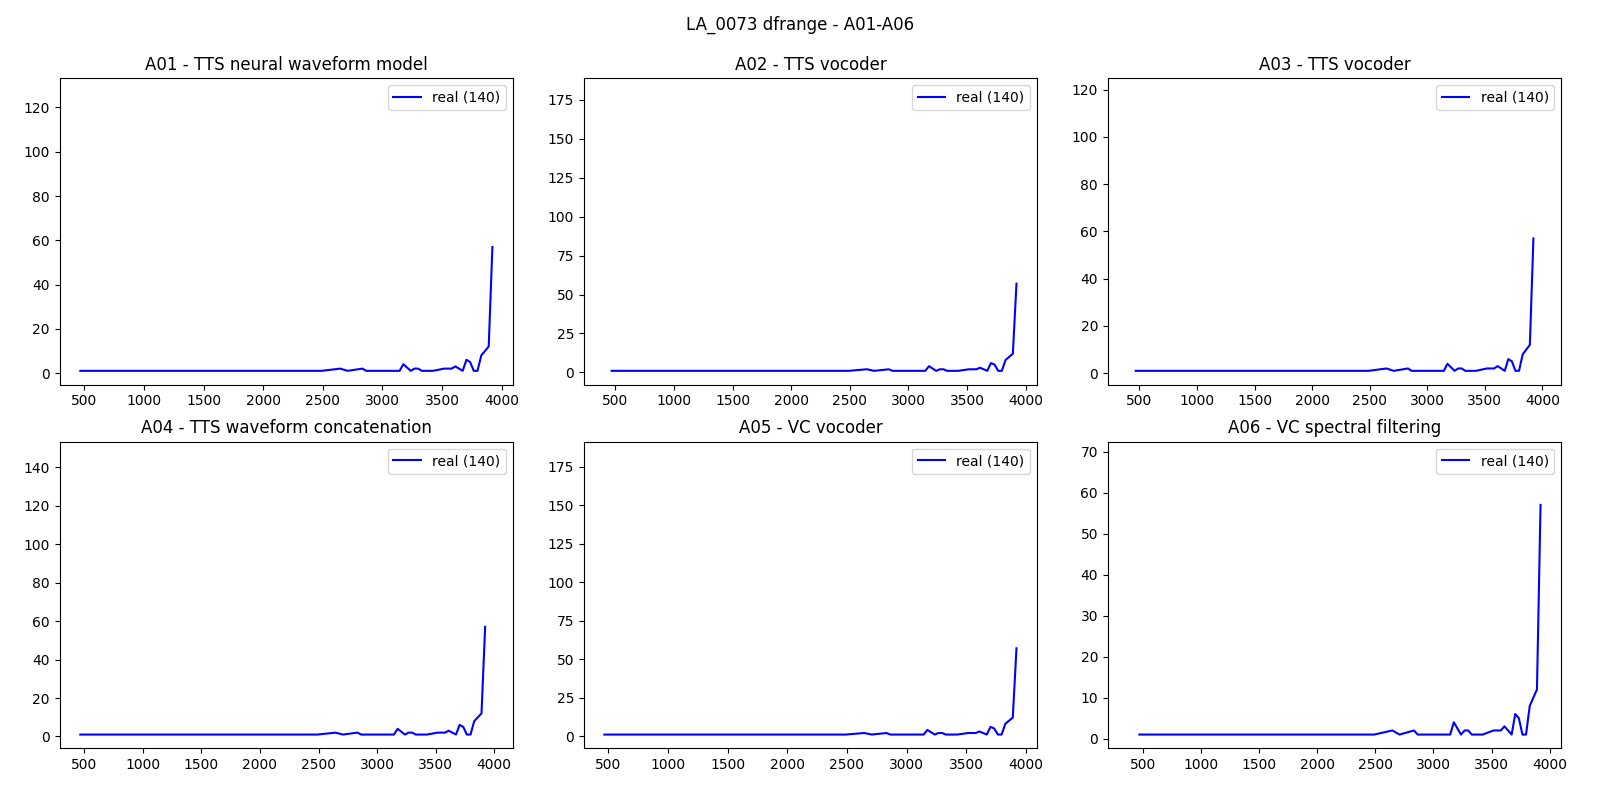 LA_0073 dfrange - A01-A06
A01 - TTS neural waveform model
real (140)
120
100
80
60
40
20
0
500 1000 1500 2000 2500 3000 3500 4000
A02 - TTS vocoder
real (140)
175
150
125
100
75
50
25
0
500 1000 1500 2000 2500 3000 3500 4000
A03 - TTS vocoder
real (140)
120
100
80
60
40
20
0
500 1000 1500 2000 2500 3000 3500 4000
A04 - TTS waveform concatenation
real (140)
140
120
100
80
60
40
20
0
500 1000 1500 2000 2500 3000 3500 4000
A05 - VC vocoder
real (140)
175
150
125
100
75
50
25
0
500 1000 1500 2000 2500 3000 3500 4000
A06 - VC spectral filtering
real (140)
70
60
50
40
30
20
10
0
500 1000 1500 2000 2500 3000 3500 4000